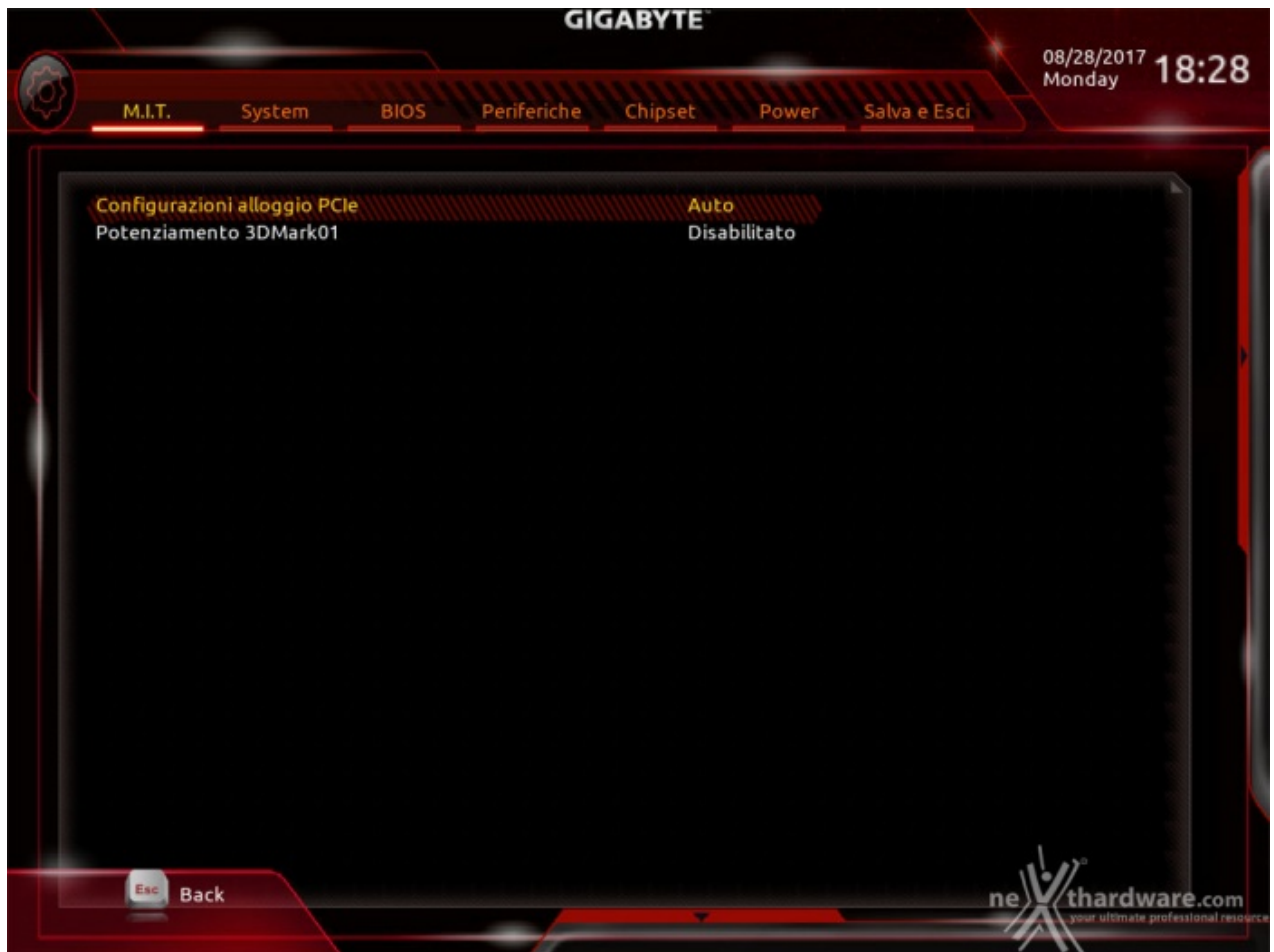 GIGABYTE
08/28/2017
Monday
18:28
M.I.T. System BIOS Periferiche Chipset Power Salva e Esci
Configurazioni alloggio PCIe Auto
Potenziamento 3DMark01 Disabilitato
Esc Back
nexthardware.com
your ultimate professional resource